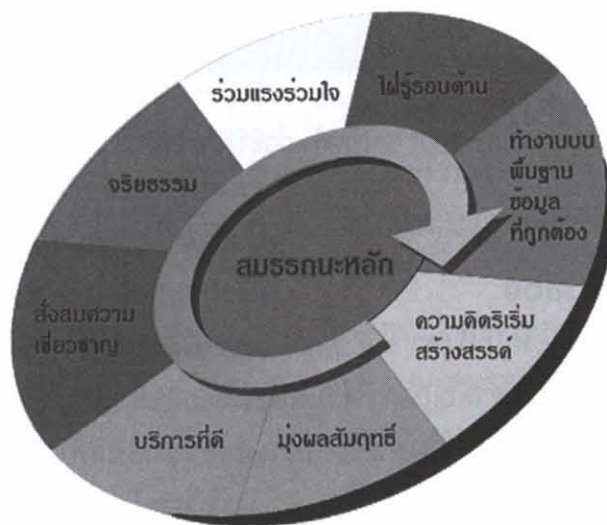 ร่วมแรงร่วมใจ
ใฝ่รู้รอบด้าน
ทำงานบน
พื้นฐาน
ข้อมูล
ที่ถูกต้อง
จริยธรรม
สมรรถนะหลัก
สั่งสมความ
เชี่ยวชาญ
ความคิดริเริ่ม
สร้างสรรค์
บริการที่ดี
มุ่งผลสัมฤทธิ์